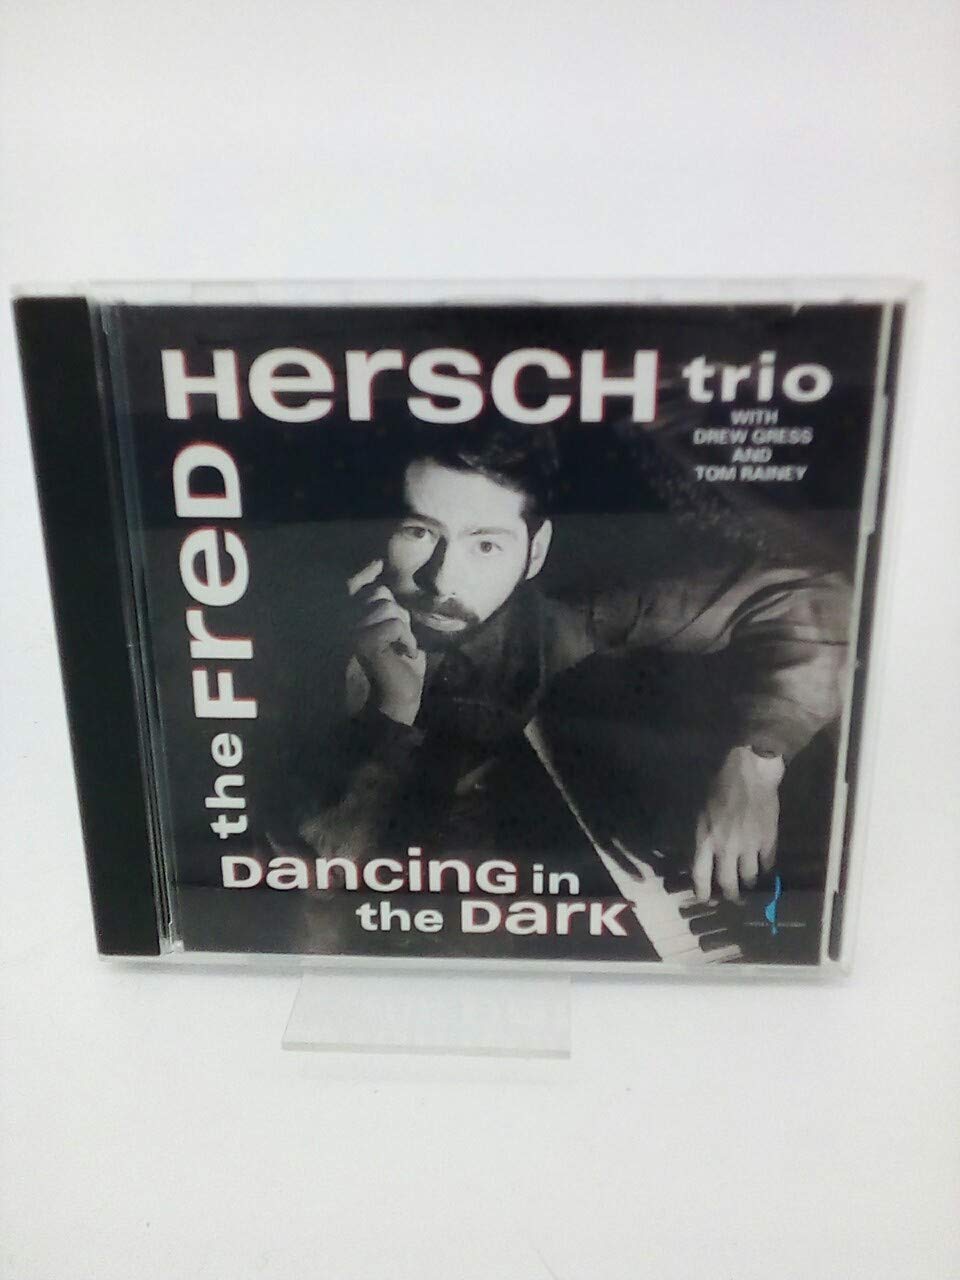 the FreD
HersCH trio
WITH
DREW GRESS
AND
TOM RAINEY
DancinG in
the DarK